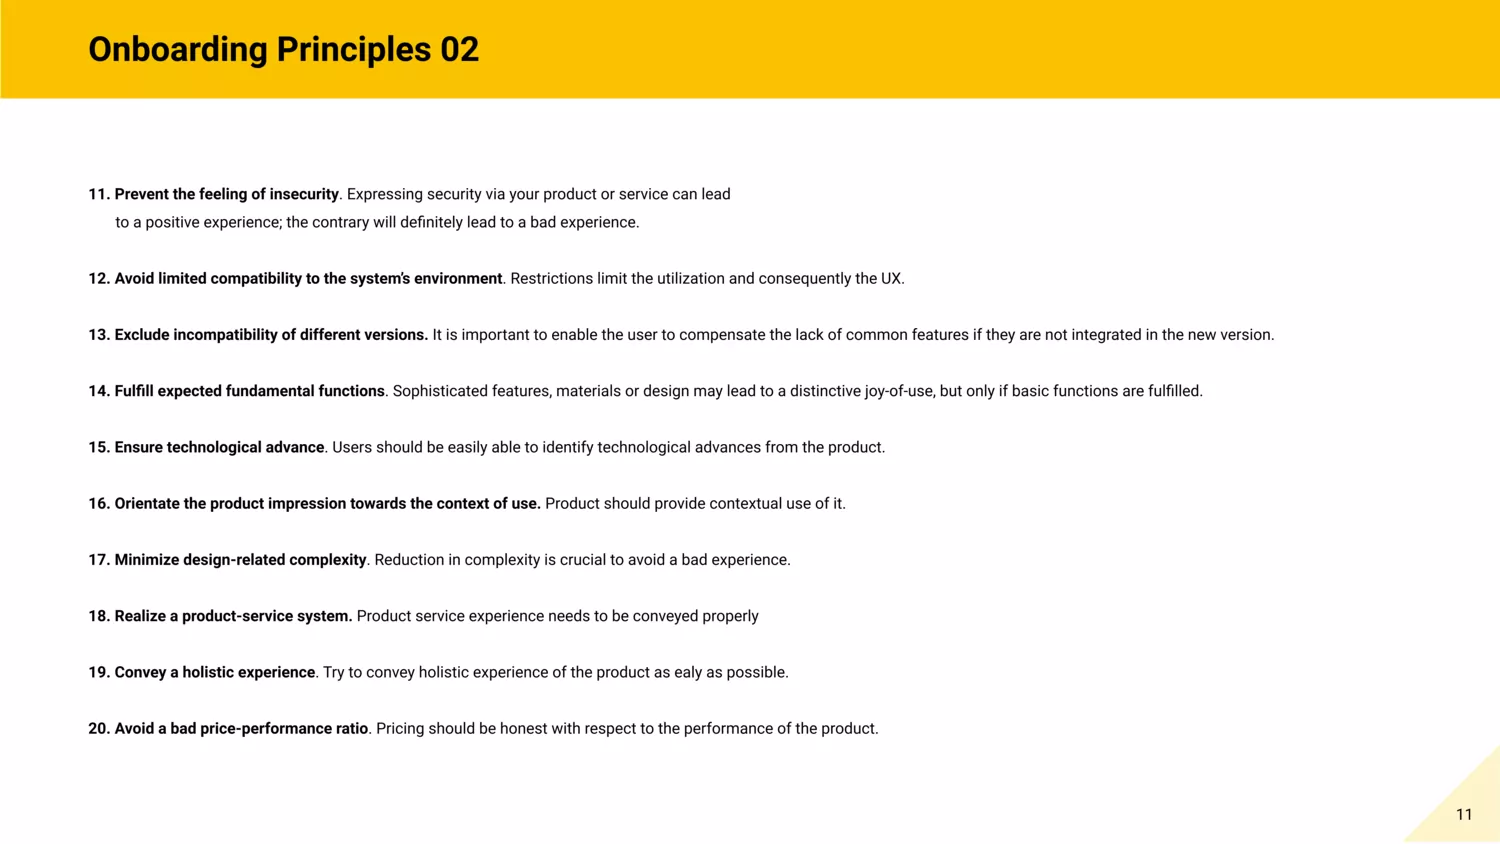 Onboarding Principles 02
11. Prevent the feeling of insecurity. Expressing security via your product or service can lead
to a positive experience; the contrary will definitely lead to a bad experience.
12. Avoid limited compatibility to the system’s environment. Restrictions limit the utilization and consequently the UX.
13. Exclude incompatibility of different versions. It is important to enable the user to compensate the lack of common features if they are not integrated in the new version.
14. Fulfill expected fundamental functions. Sophisticated features, materials or design may lead to a distinctive joy-of-use, but only if basic functions are fulfilled.
15. Ensure technological advance. Users should be easily able to identify technological advances from the product.
16. Orientate the product impression towards the context of use. Product should provide contextual use of it.
17. Minimize design-related complexity. Reduction in complexity is crucial to avoid a bad experience.
18. Realize a product-service system. Product service experience needs to be conveyed properly
19. Convey a holistic experience. Try to convey holistic experience of the product as ealy as possible.
20. Avoid a bad price-performance ratio. Pricing should be honest with respect to the performance of the product.
11